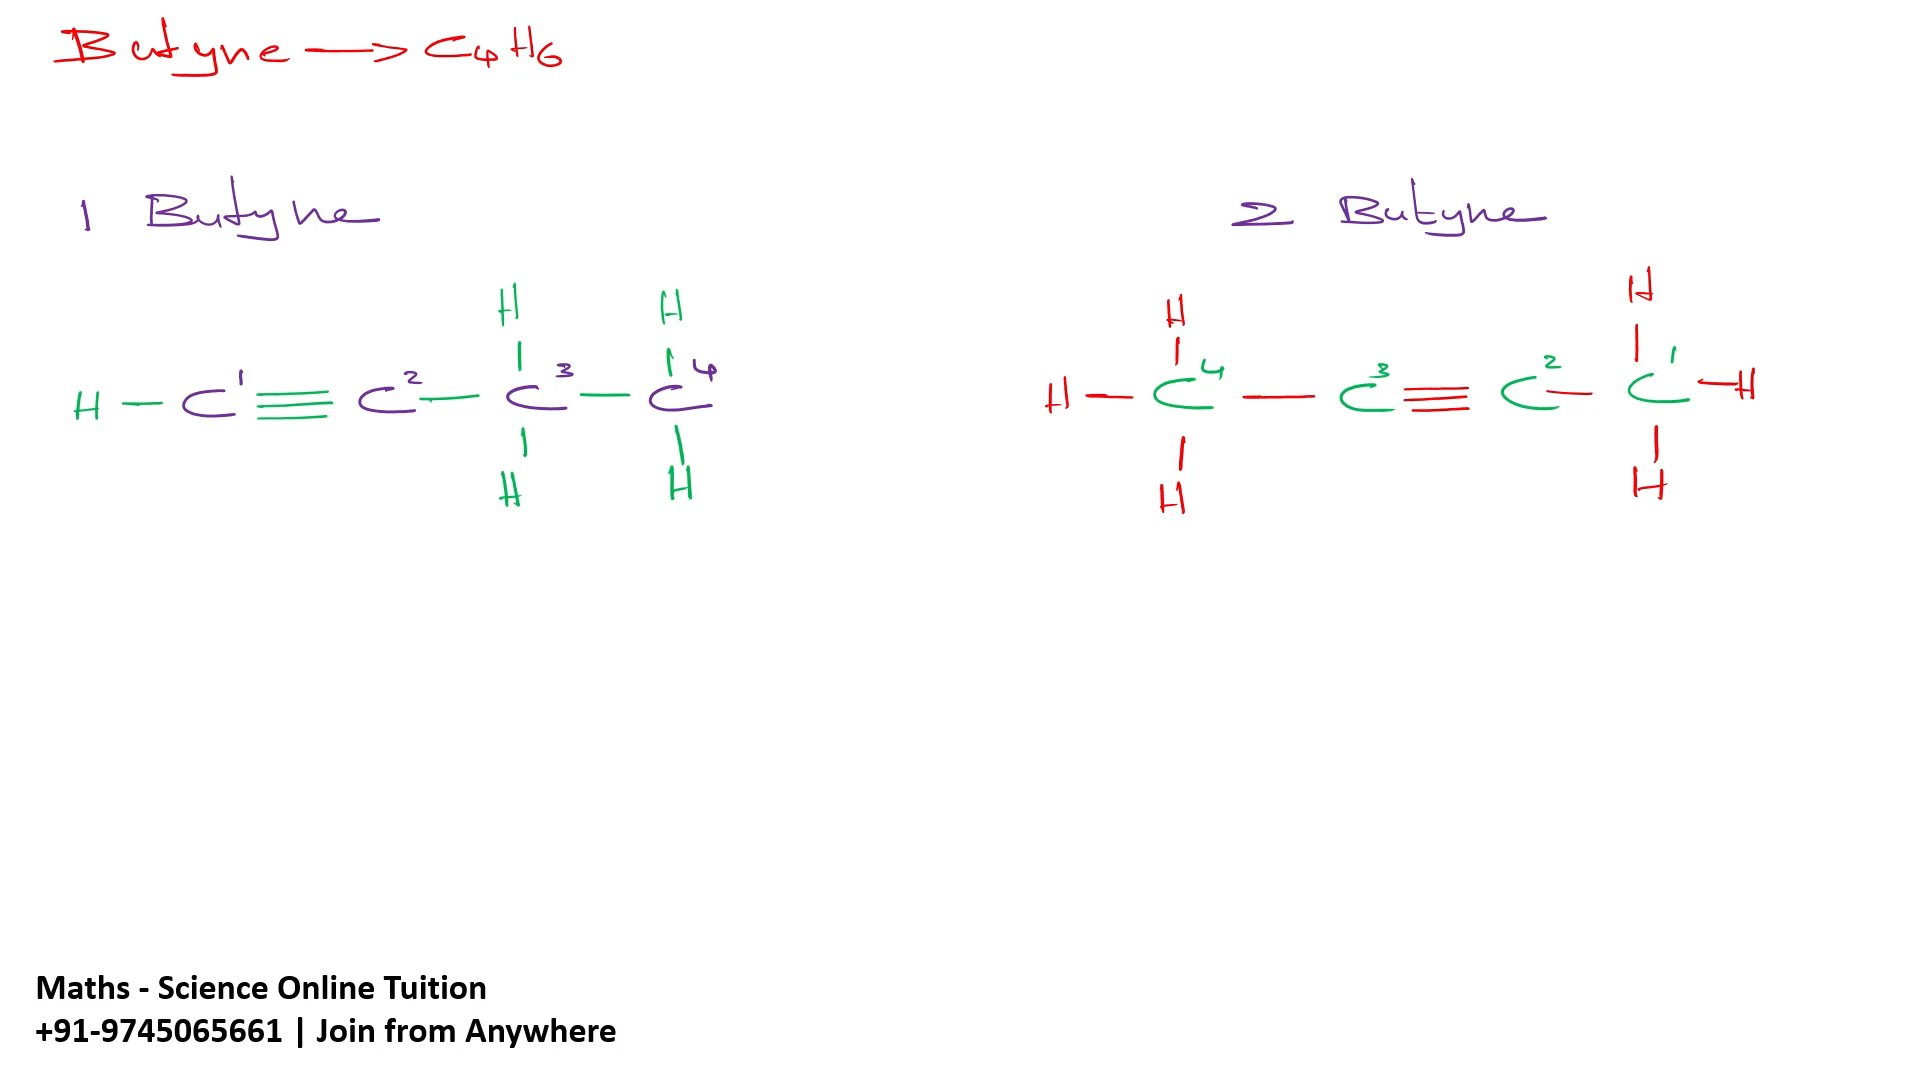 Butyne → C4H6
1 Butyne
2 Butyne
H H
H — C1 ≡ C2 — C3 — C4
H H
H H
H — C4 — C3 ≡ C2 — C1 — H
H H
Maths - Science Online Tuition
+91-9745065661 | Join from Anywhere